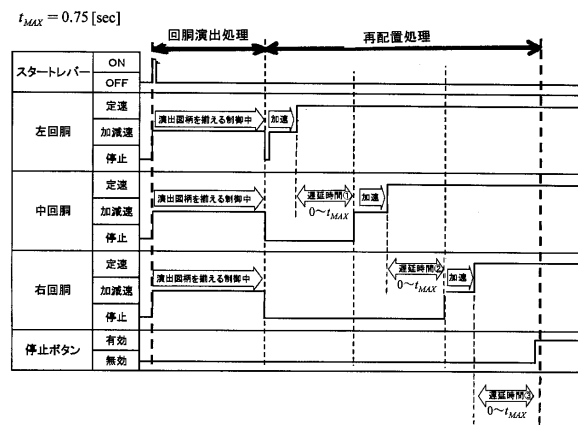 t_MAX = 0.75 [sec]
回胴演出処理
再配置処理
スタートレバー
ON
OFF
左回胴
定速
加減速
停止
演出図柄を揃える制御中
加速
中回胴
定速
加減速
停止
演出図柄を揃える制御中
遅延時間①
0～t_MAX
加速
右回胴
定速
加減速
停止
演出図柄を揃える制御中
遅延時間②
0～t_MAX
加速
停止ボタン
有効
無効
遅延時間③
0～t_MAX